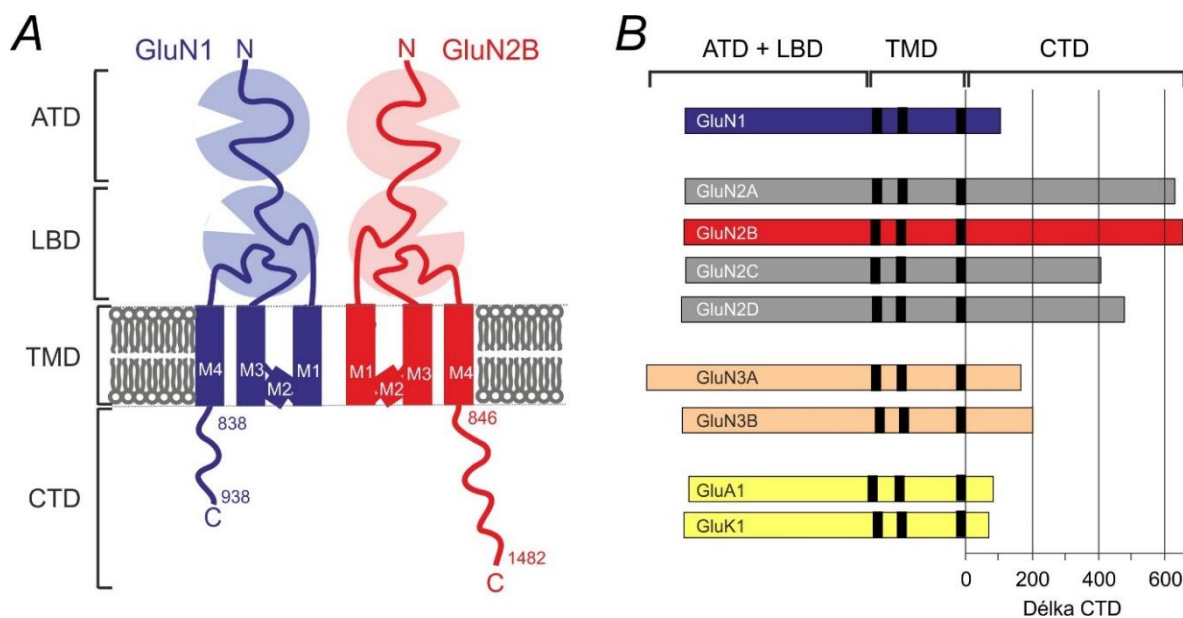 A
GluN1 N
N GluN2B
ATD
LBD
TMD
M4 M3 M2 M1
M1 M2 M3 M4
838
846
CTD
938
C
1482
C
B
ATD + LBD TMD CTD
GluN1
GluN2A
GluN2B
GluN2C
GluN2D
GluN3A
GluN3B
GluA1
GluK1
0 200 400 600
Délka CTD